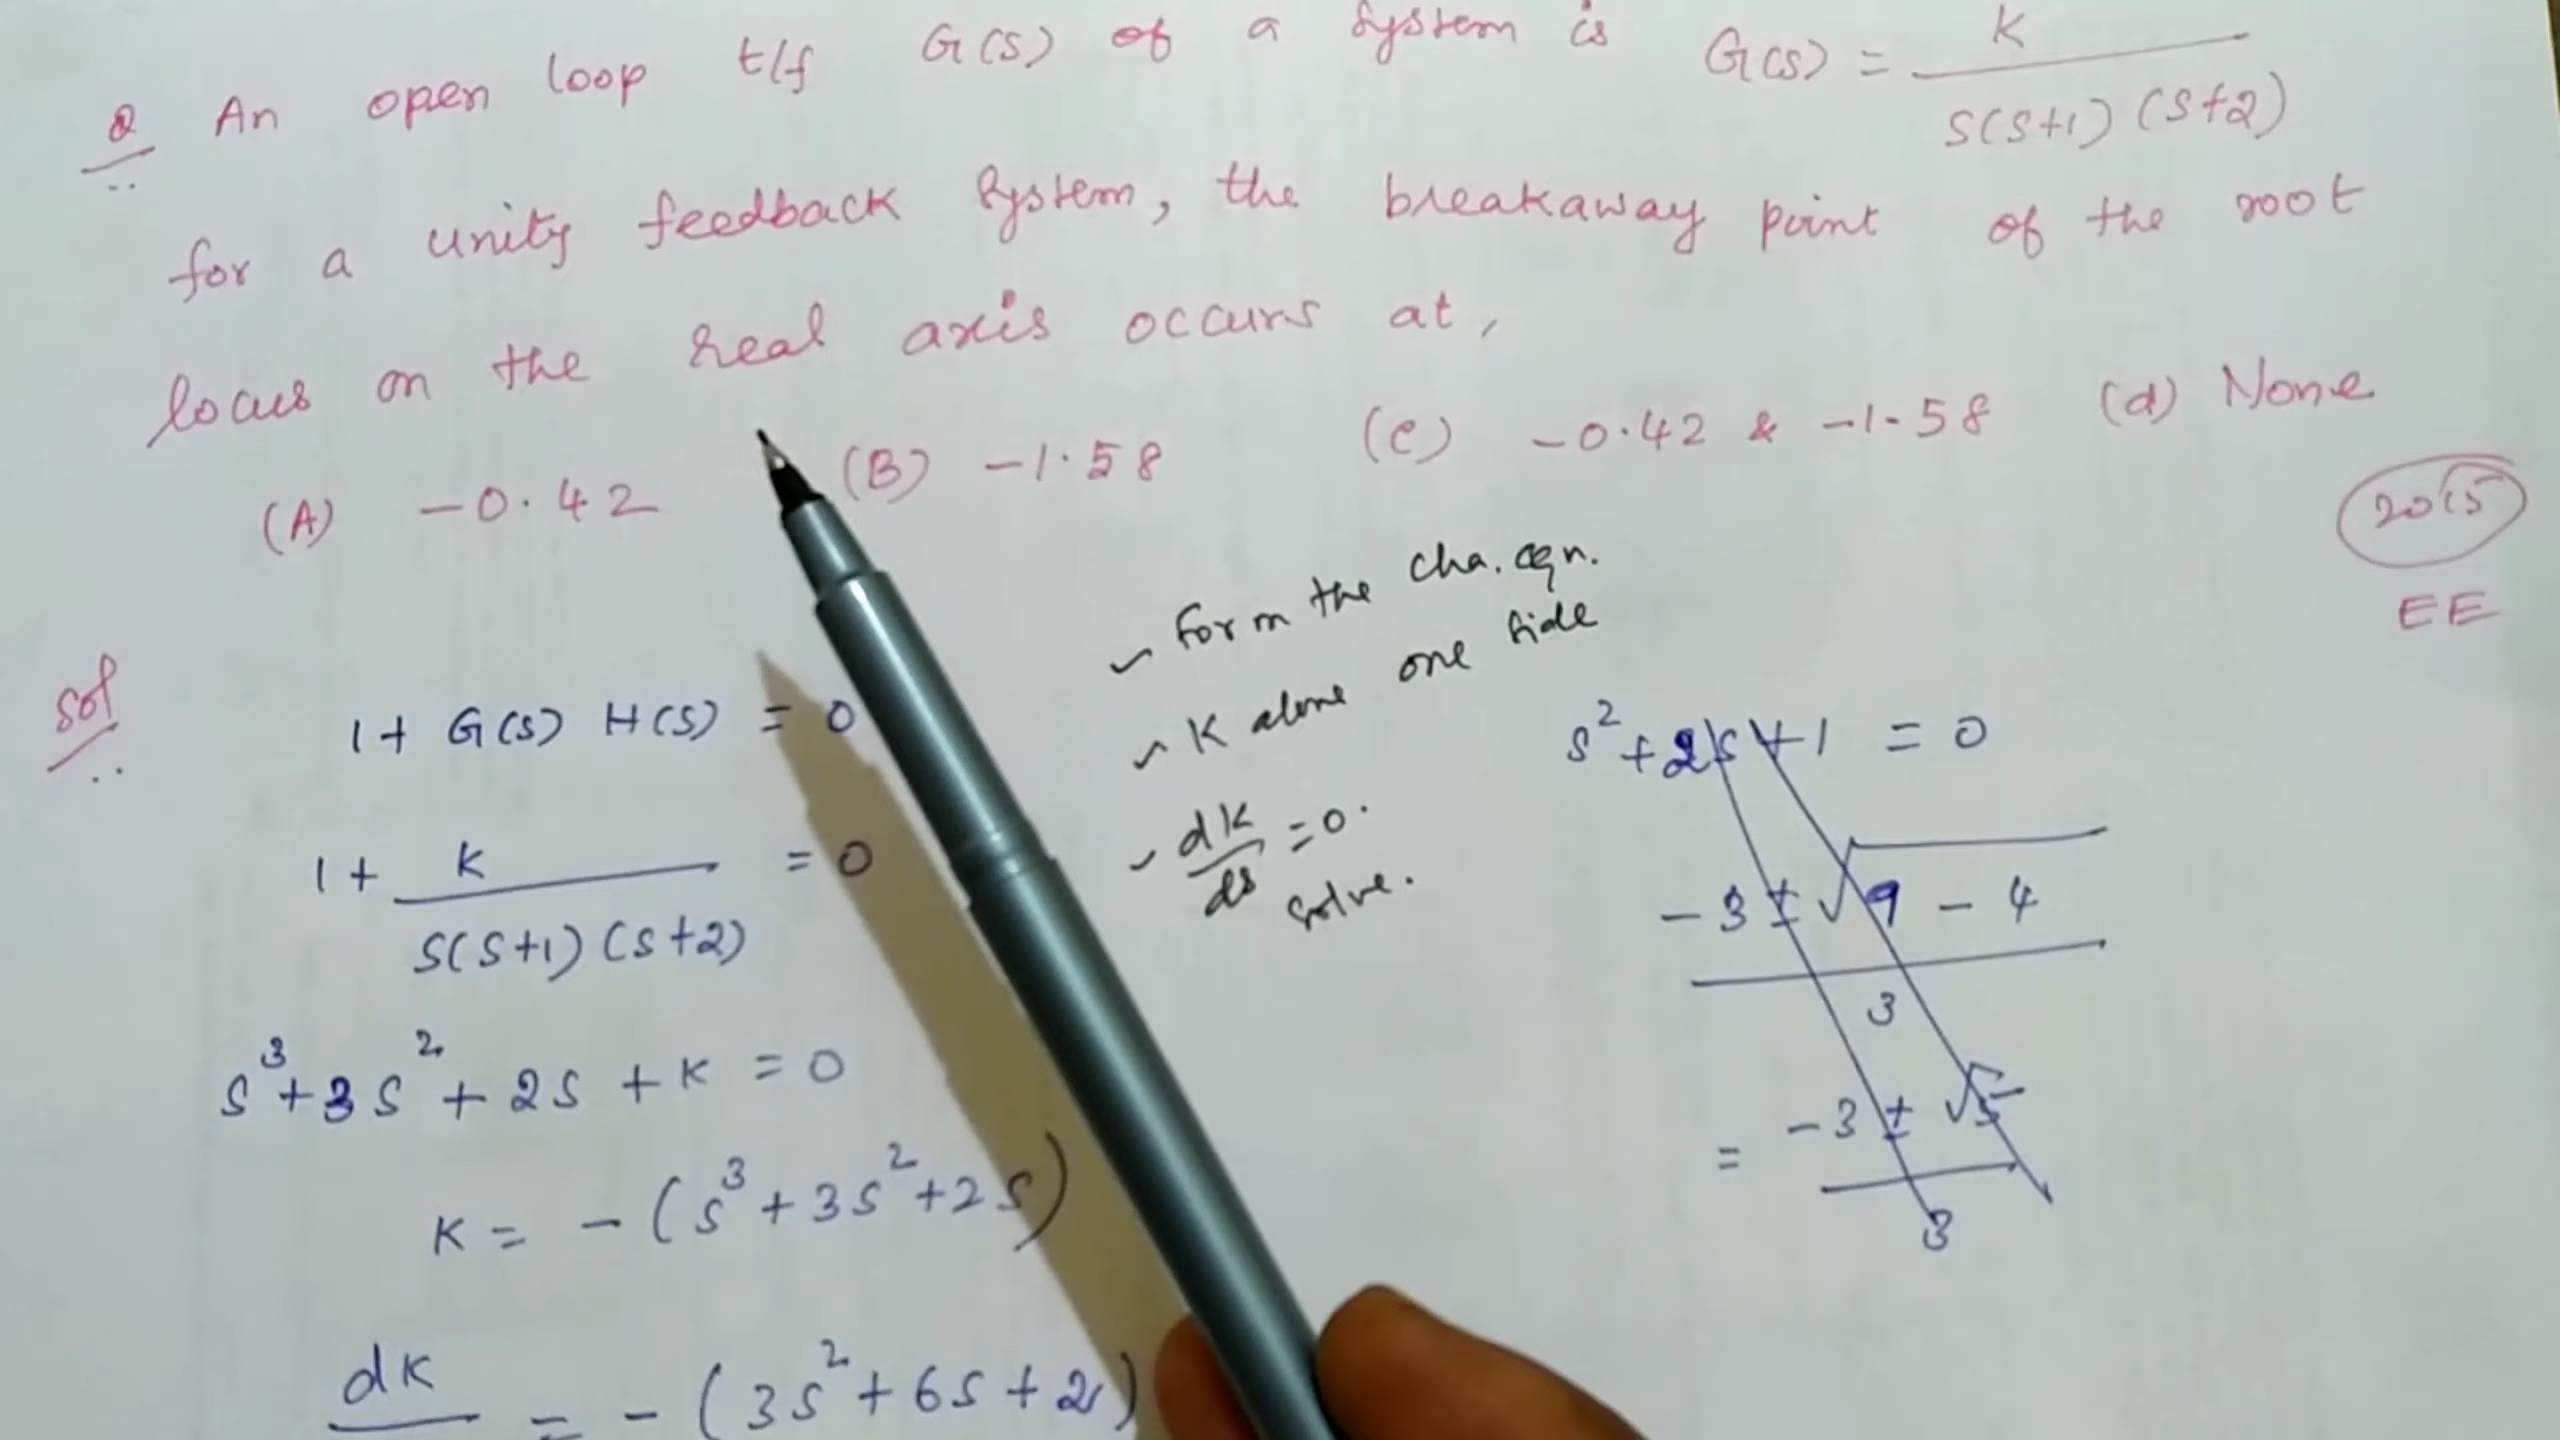 Q An open loop t/f G(s) of a system is G(s) = K / s(s+1)(s+2)
for a unity feedback system, the breakaway point of the root
locus on the real axis occurs at,
(A) -0.42 (B) -1.58 (C) -0.42 & -1.58 (d) None
2015
EE
Sol
1 + G(s) H(s) = 0
1 + K / s(s+1)(s+2) = 0
s³+3s²+2s+K = 0
K = -(s³+3s²+2s)
dK = -(3s²+6s+2)
✓ Form the cha. eqn.
✓ K alone one side
✓ dK/ds = 0.
Solve.
s²+2s+1 = 0
-3 ± √9 - 4
3
= -3 ± √5
3